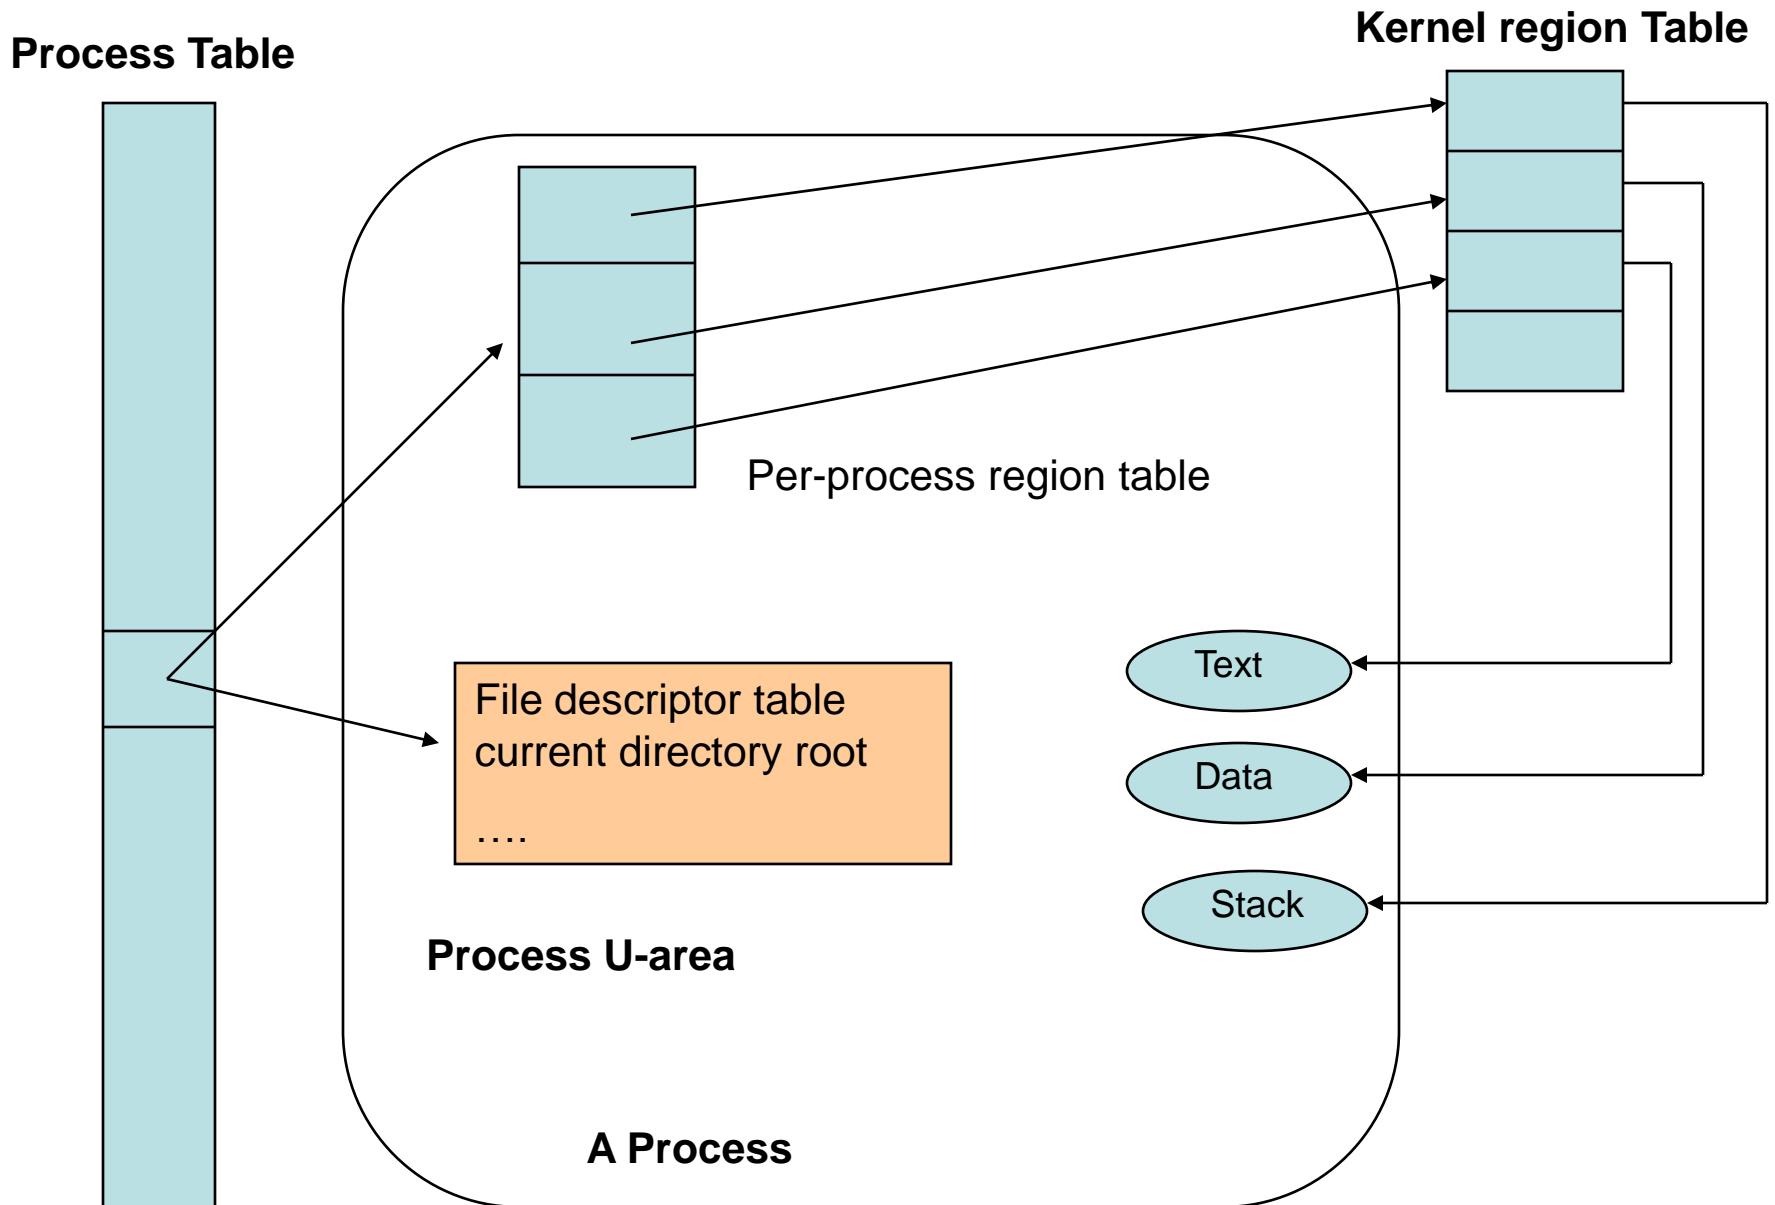 Kernel region Table
Process Table
Per-process region table
File descriptor table
current directory root
….
Text
Data
Stack
Process U-area
A Process